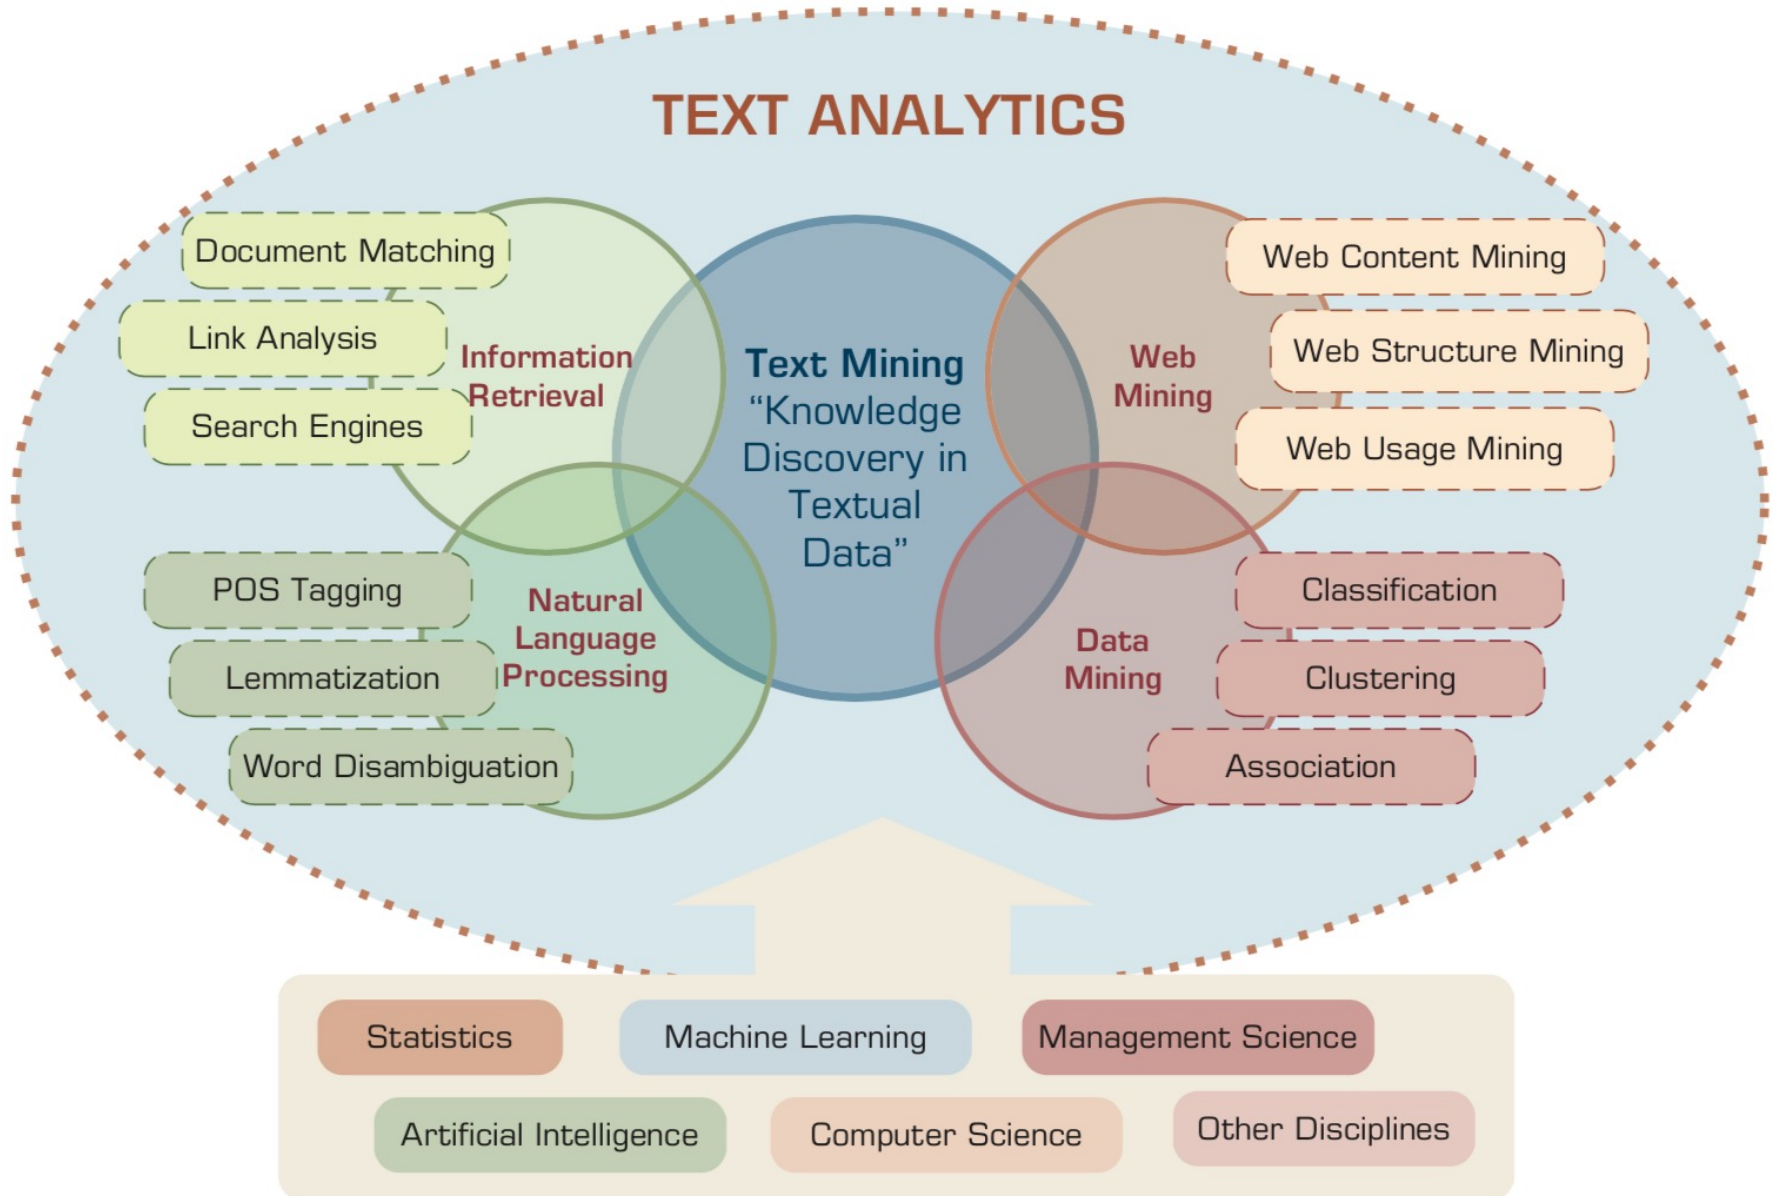 TEXT ANALYTICS
Document Matching
Link Analysis
Search Engines
Information
Retrieval
Text Mining
“Knowledge
Discovery in
Textual
Data”
Web
Mining
Web Content Mining
Web Structure Mining
Web Usage Mining
POS Tagging
Lemmatization
Word Disambiguation
Natural
Language
Processing
Data
Mining
Classification
Clustering
Association
Statistics
Machine Learning
Management Science
Artificial Intelligence
Computer Science
Other Disciplines